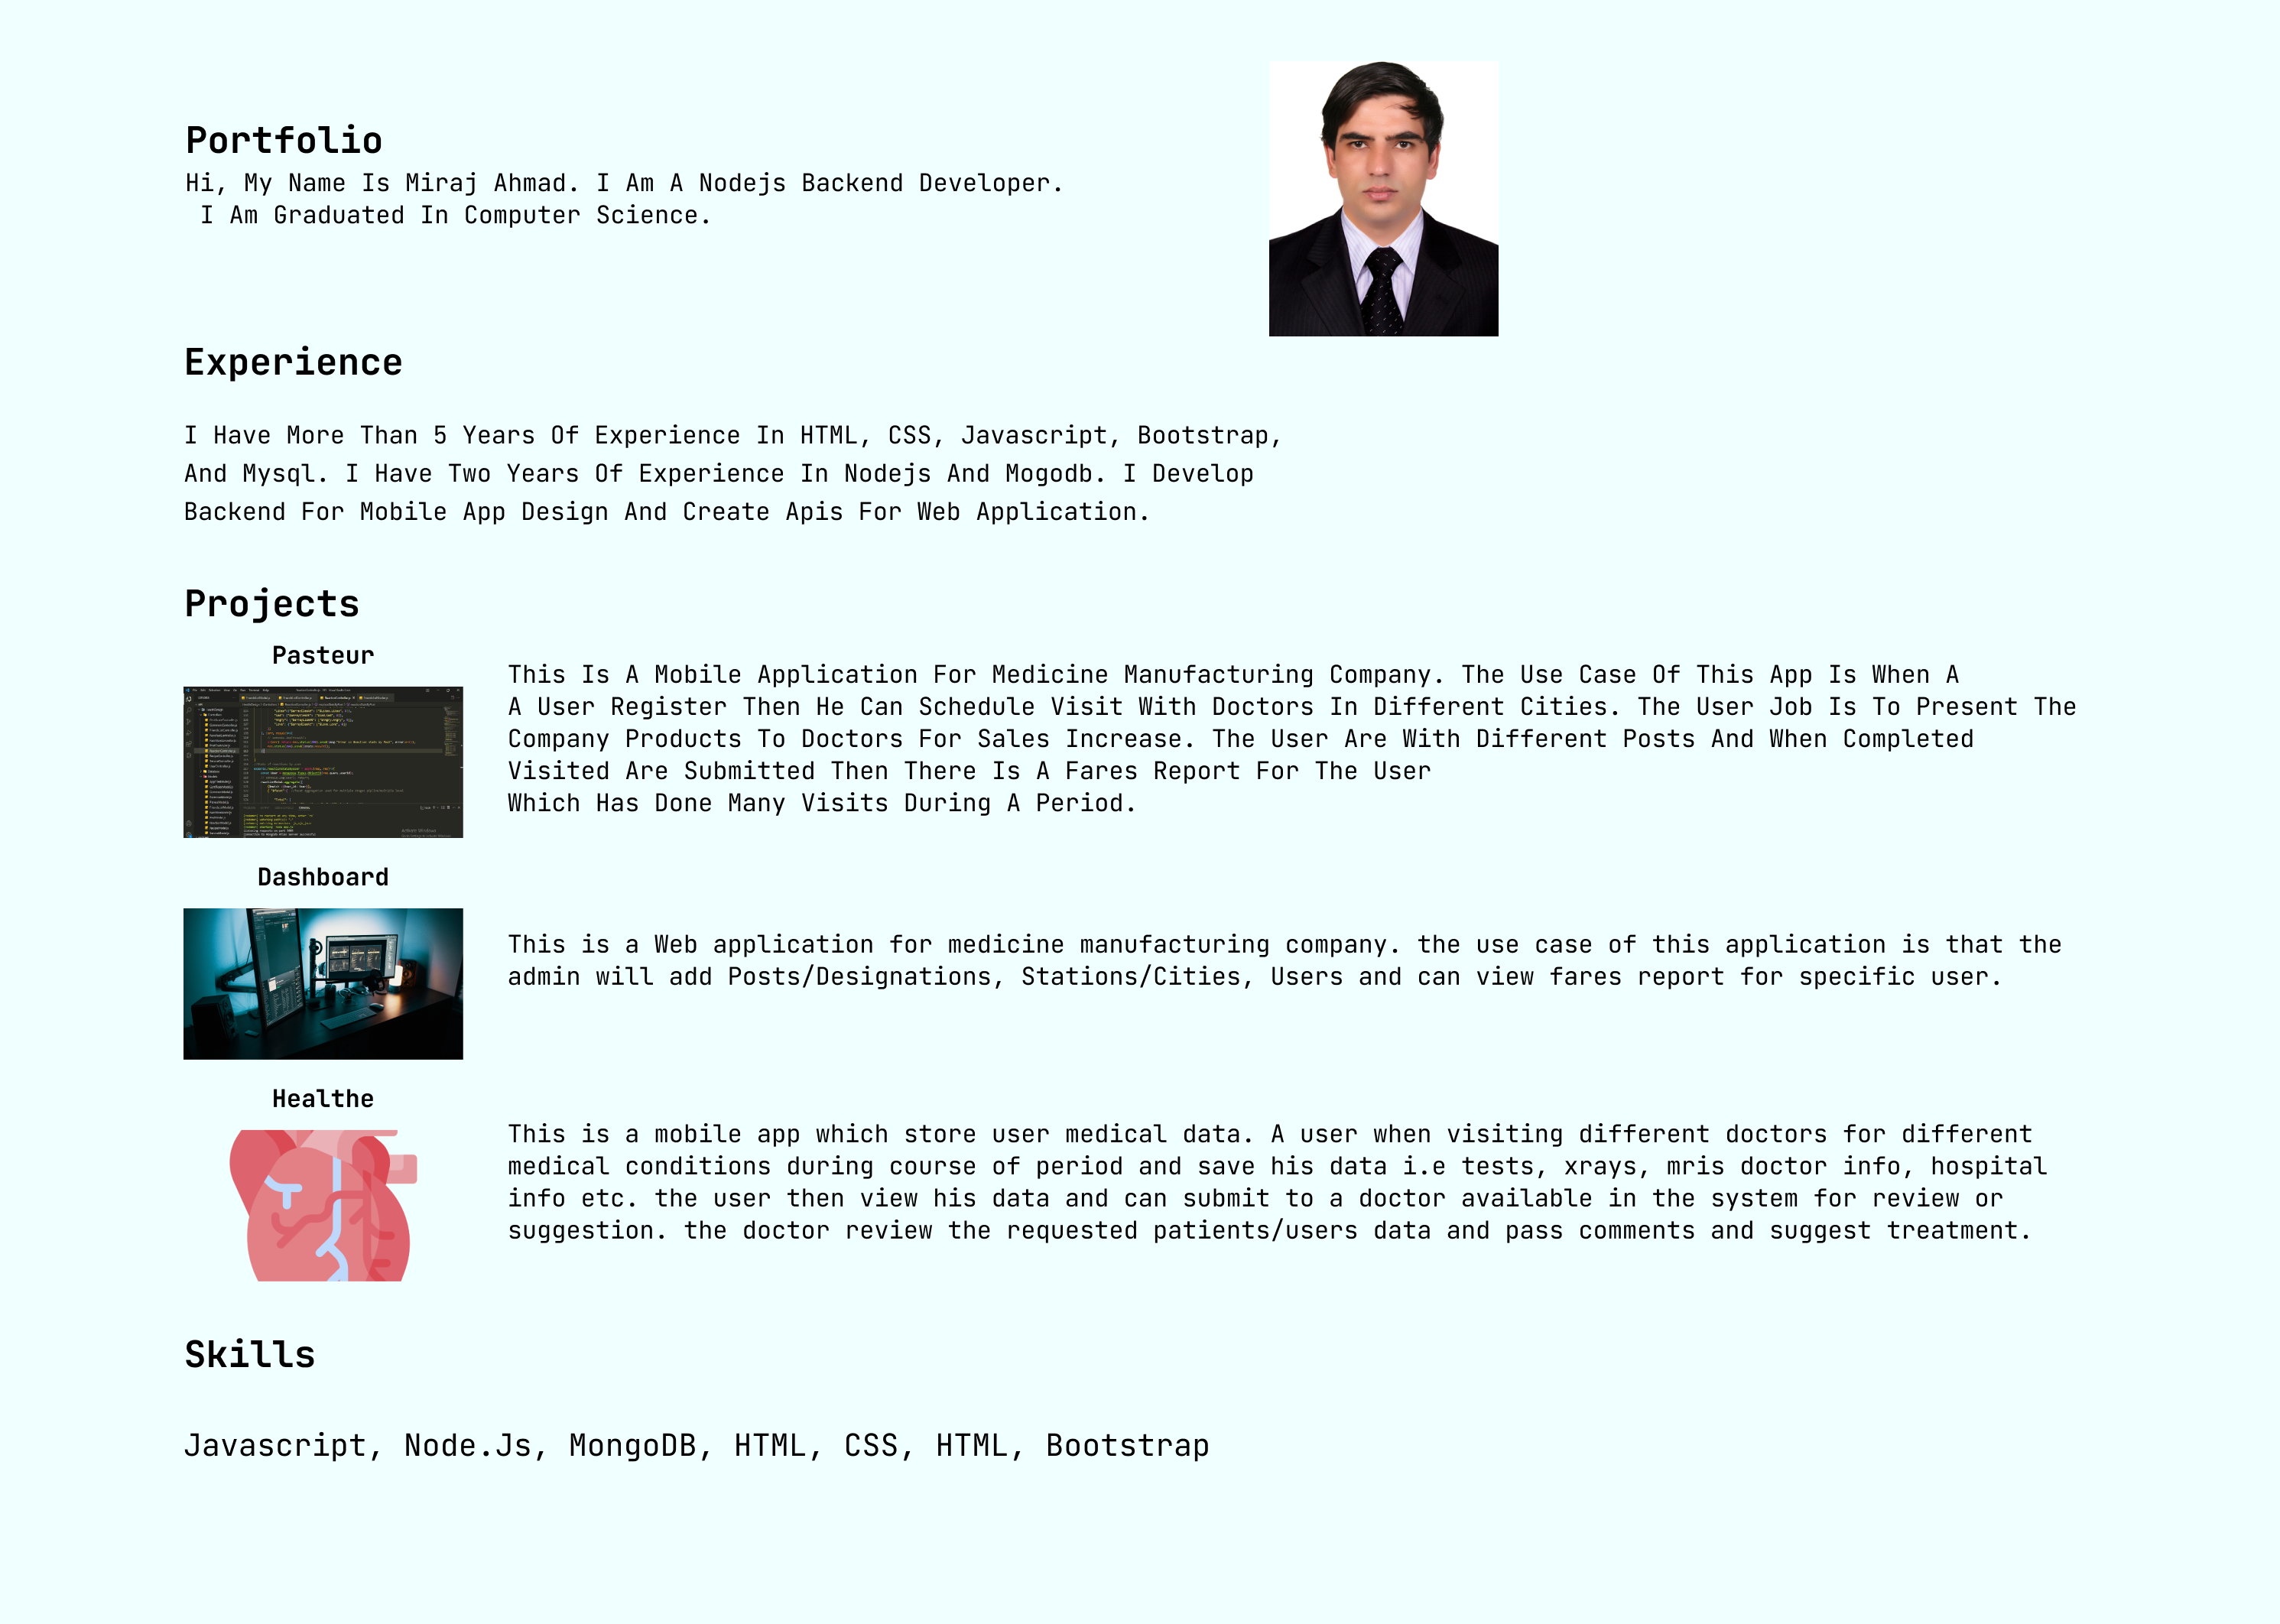 Portfolio
Hi, My Name Is Miraj Ahmad. I Am A Nodejs Backend Developer.
I Am Graduated In Computer Science.
Experience
I Have More Than 5 Years Of Experience In HTML, CSS, Javascript, Bootstrap,
And Mysql. I Have Two Years Of Experience In Nodejs And Mogodb. I Develop
Backend For Mobile App Design And Create Apis For Web Application.
Projects
Pasteur
This Is A Mobile Application For Medicine Manufacturing Company. The Use Case Of This App Is When A
A User Register Then He Can Schedule Visit With Doctors In Different Cities. The User Job Is To Present The
Company Products To Doctors For Sales Increase. The User Are With Different Posts And When Completed
Visited Are Submitted Then There Is A Fares Report For The User
Which Has Done Many Visits During A Period.
Dashboard
This is a Web application for medicine manufacturing company. the use case of this application is that the
admin will add Posts/Designations, Stations/Cities, Users and can view fares report for specific user.
Healthe
This is a mobile app which store user medical data. A user when visiting different doctors for different
medical conditions during course of period and save his data i.e tests, xrays, mris doctor info, hospital
info etc. the user then view his data and can submit to a doctor available in the system for review or
suggestion. the doctor review the requested patients/users data and pass comments and suggest treatment.
Skills
Javascript, Node.Js, MongoDB, HTML, CSS, HTML, Bootstrap